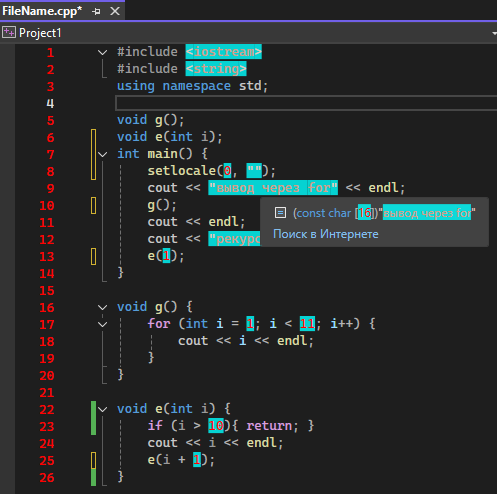 FileName.cpp*
Project1
1 #include <iostream>
2 #include <string>
3 using namespace std;
4
5 void g();
6 void e(int i);
7 int main() {
8 setlocale(0, "");
9 cout << "вывод через for" << endl;
10 g();
(const char [16])"вывод через for"
11 cout << endl;
12 cout << "рекурс
Поиск в Интернете
13 e(1);
14 }
15
16 void g() {
17 for (int i = 1; i < 11; i++) {
18 cout << i << endl;
19 }
20 }
21
22 void e(int i) {
23 if (i > 10){ return; }
24 cout << i << endl;
25 e(i + 1);
26 }